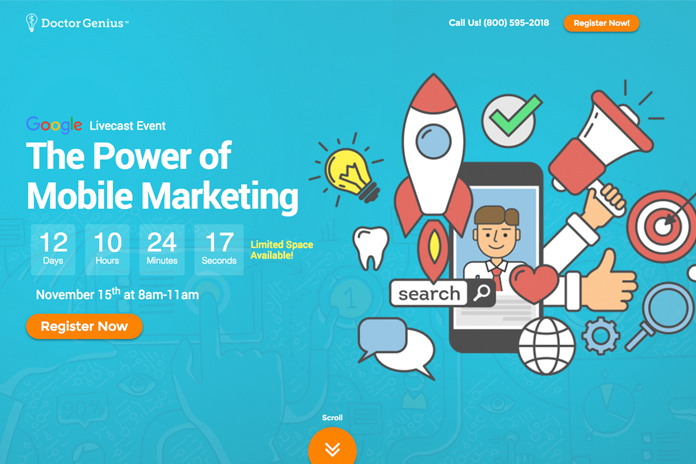 Doctor Genius™
Call Us! (800) 595-2018
Register Now!
Google Livecast Event
The Power of
Mobile Marketing
12 10 24 17
Days Hours Minutes Seconds
Limited Space
Available!
November 15th at 8am-11am
Register Now
search
1
Scroll